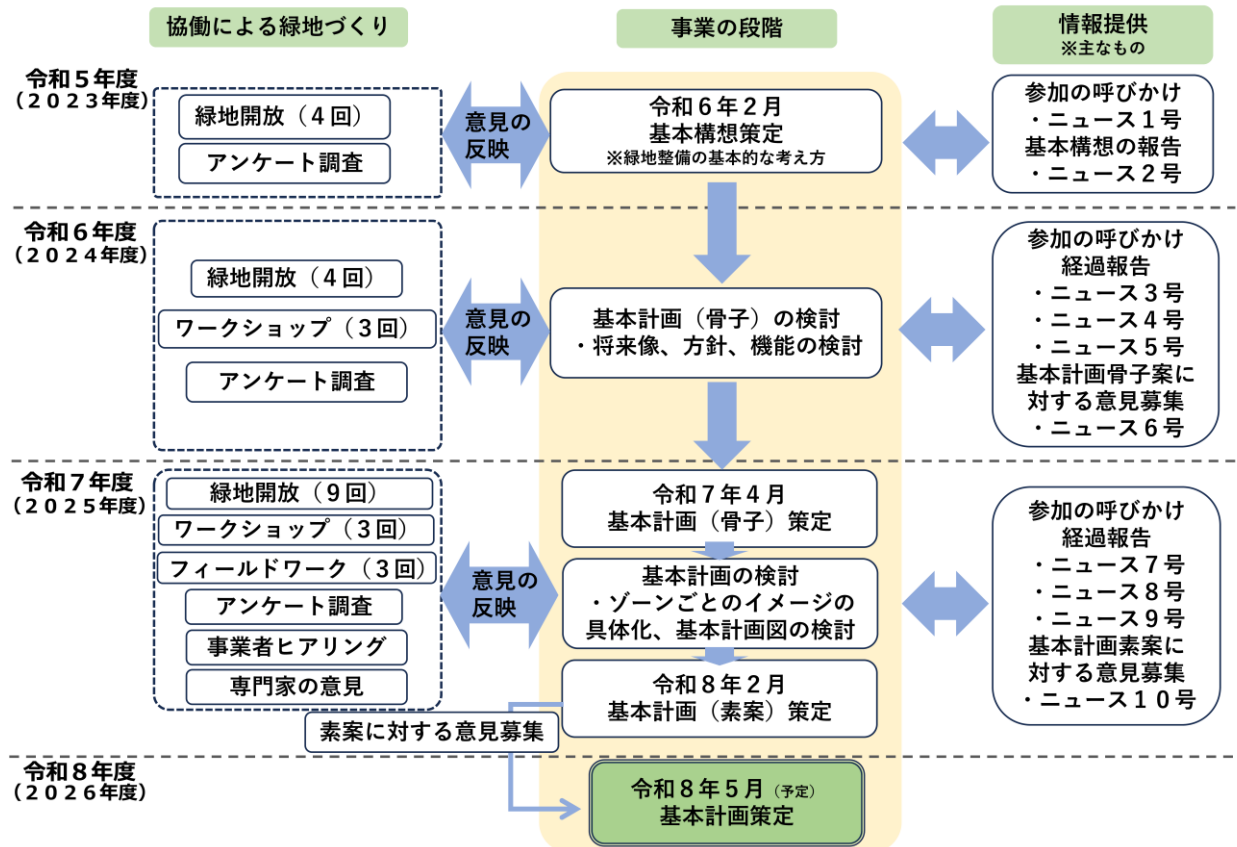 協働による緑地づくり
事業の段階
情報提供
※主なもの
令和５年度
（２０２３年度）
緑地開放（４回）
アンケート調査
意見の
反映
令和６年２月
基本構想策定
※緑地整備の基本的な考え方
参加の呼びかけ
・ニュース１号
基本構想の報告
・ニュース２号
令和６年度
（２０２４年度）
緑地開放（４回）
ワークショップ（３回）
アンケート調査
意見の
反映
基本計画（骨子）の検討
・将来像、方針、機能の検討
参加の呼びかけ
経過報告
・ニュース３号
・ニュース４号
・ニュース５号
基本計画骨子案に
対する意見募集
・ニュース６号
令和７年度
（２０２５年度）
緑地開放（９回）
ワークショップ（３回）
フィールドワーク（３回）
アンケート調査
事業者ヒアリング
専門家の意見
意見の
反映
令和７年４月
基本計画（骨子）策定
基本計画の検討
・ゾーンごとのイメージの
具体化、基本計画図の検討
令和８年２月
基本計画（素案）策定
参加の呼びかけ
経過報告
・ニュース７号
・ニュース８号
・ニュース９号
基本計画素案に
対する意見募集
・ニュース１０号
素案に対する意見募集
令和８年度
（２０２６年度）
令和８年５月（予定）
基本計画策定